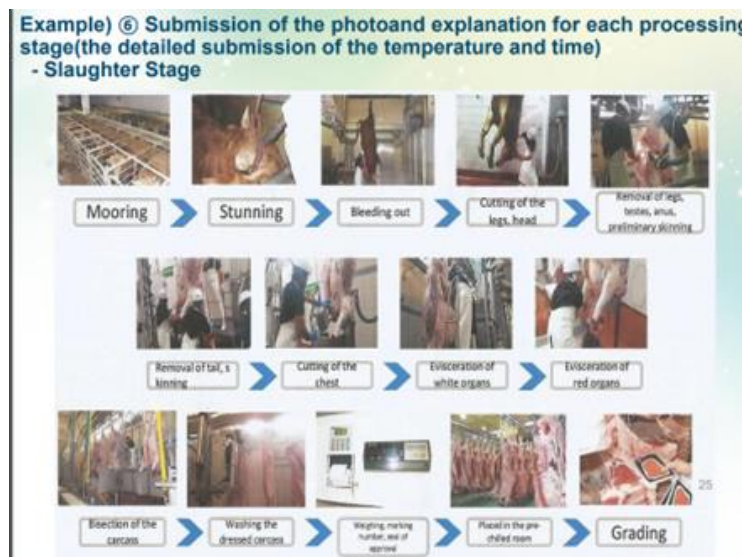 Example) ⑥ Submission of the photoand explanation for each processing
stage(the detailed submission of the temperature and time)
- Slaughter Stage
Mooring
Stunning
Bleeding out
Cutting of the
legs, head
Removal of legs,
testes, anus,
preliminary skinning
Removal of tail, s
kinning
Cutting of the
chest
Evisceration of
white organs
Evisceration of
red organs
25
Bisection of the
carcass
Washing the
dressed carcass
Weighing, marking
number, seal of
approval
Placed in the pre-
chilled room
Grading